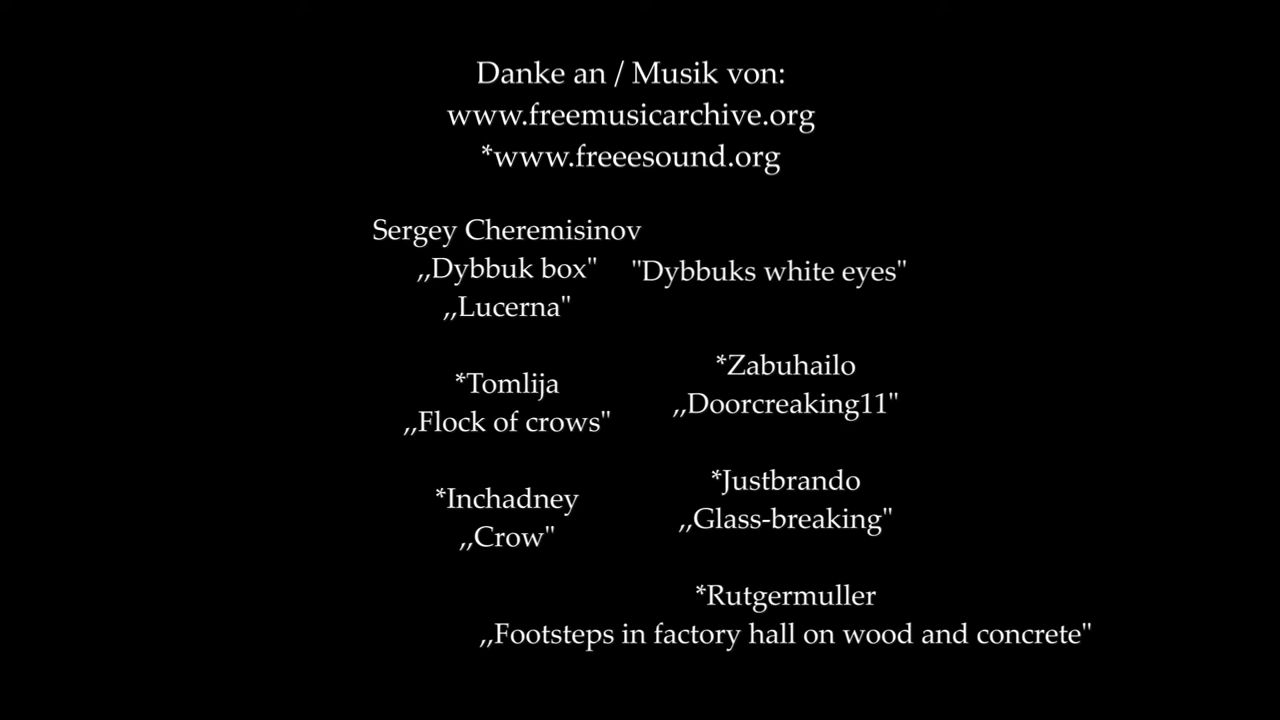 Danke an / Musik von:
www.freemusicarchive.org
*www.freeesound.org
Sergey Cheremisinov
,,Dybbuk box" "Dybbuks white eyes"
,,Lucerna"
*Tomlija
,,Flock of crows"
*Inchadney
,,Crow"
*Zabuhailo
,,Doorcreaking11"
*Justbrando
,,Glass-breaking"
*Rutgermuller
,,Footsteps in factory hall on wood and concrete"